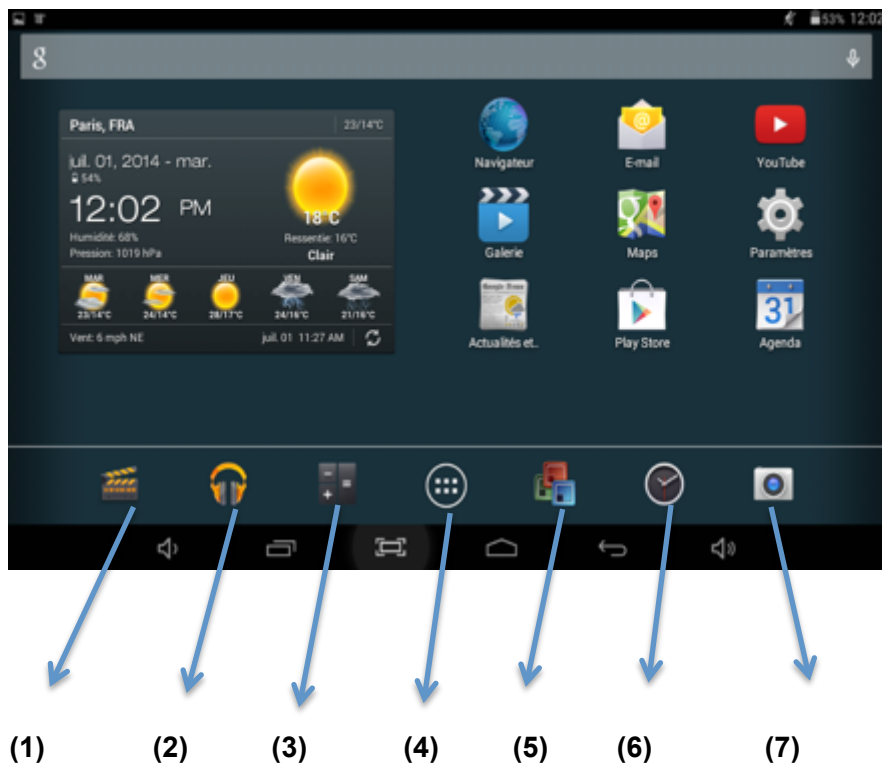 53% 12:02
g
Paris, FRA 23/14°C
juil. 01, 2014 - mar.
54%
12:02 PM
18°C
Humidité: 68%
Ressentie: 16°C
Pression: 1019 hPa
Clair
MAR MER JEU VEN SAM
23/14°C 24/14°C 28/17°C 24/16°C 21/16°C
Vent: 6 mph NE juil. 01 11:27 AM
Navigateur E-mail YouTube
Galerie Maps Paramètres
Google News
31
Actualités et.. Play Store Agenda
(1) (2) (3) (4) (5) (6) (7)